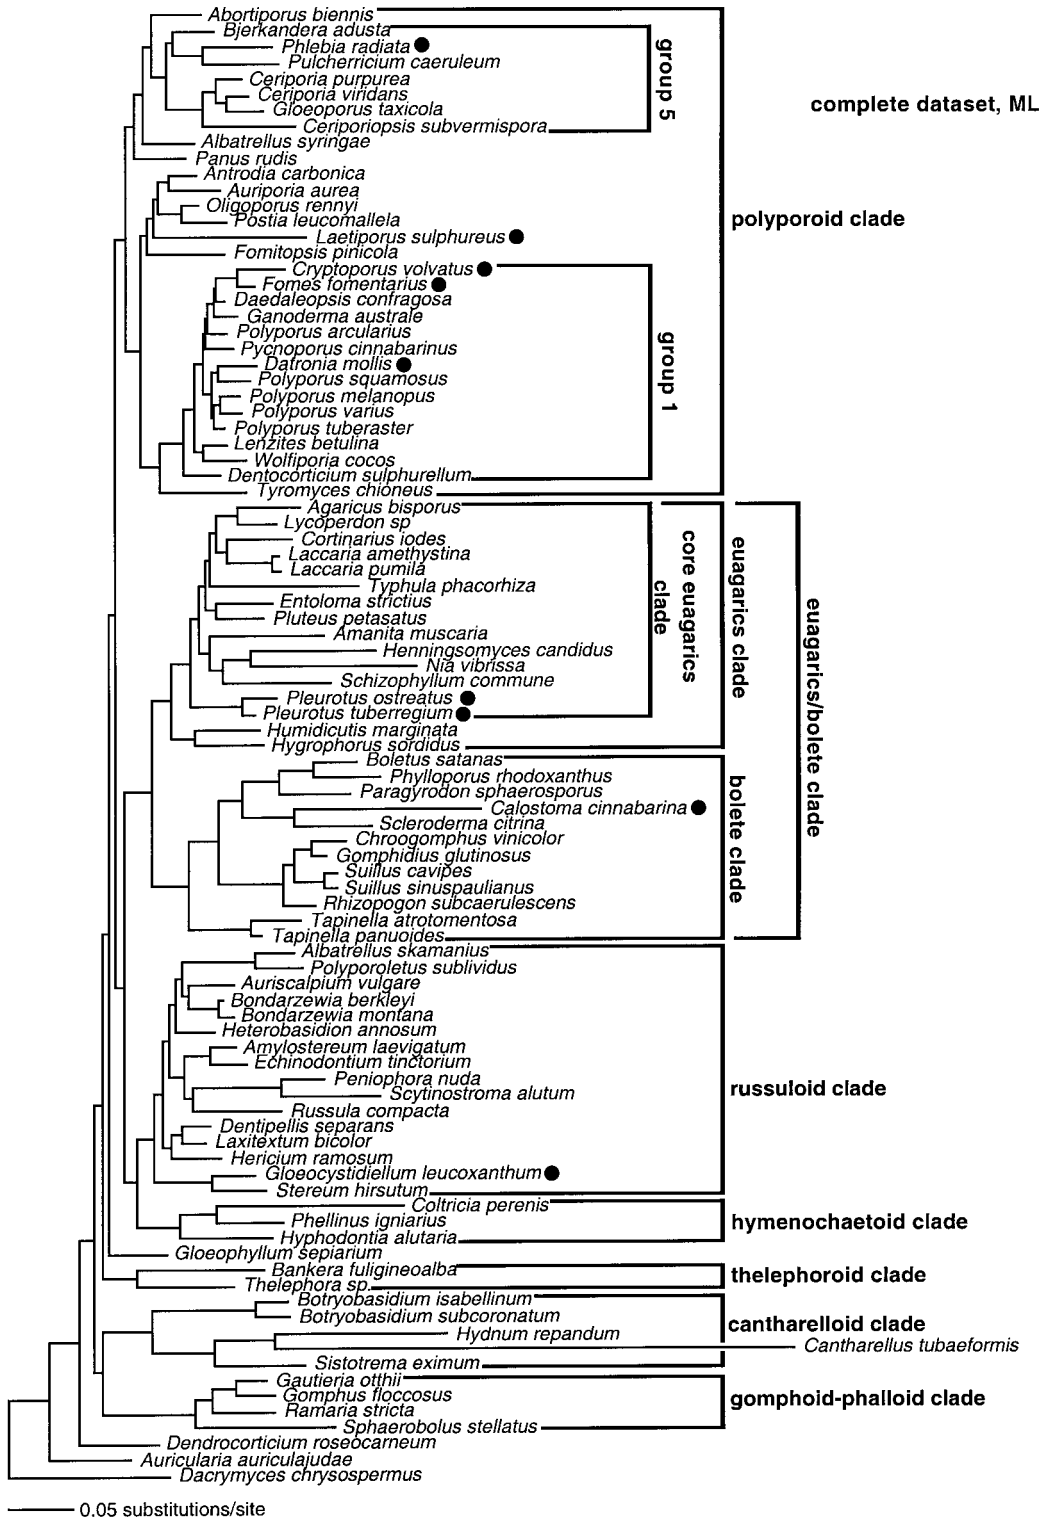 Abortiporus biennis
Bjerkandera adusta
Phlebia radiata
Pulcherricium caeruleum
Ceriporia purpurea
Ceriporia viridans
Gloeoporus taxicola
Ceriporiopsis subvermispora
group 5
complete dataset, ML
Albatrellus syringae
Panus rudis
Antrodia carbonica
Auriporia aurea
Oligoporus rennyi
Postia leucomallela
polyporoid clade
Laetiporus sulphureus
Fomitopsis pinicola
Cryptoporus volvatus
Fomes fomentarius
Daedaleopsis confragosa
Ganoderma australe
Polyporus arcularius
Pycnoporus cinnabarinus
Datronia mollis
Polyporus squamosus
Polyporus melanopus
Polyporus varius
Polyporus tuberaster
Lenzites betulina
Wolfiporia cocos
Dentocorticium sulphurellum
group 1
Tyromyces chioneus
Agaricus bisporus
Lycoperdon sp
Cortinarius iodes
Laccaria amethystina
Laccaria pumila
Typhula phacorhiza
Entoloma strictius
Pluteus petasatus
Amanita muscaria
Henningsomyces candidus
Nia vibrissa
Schizophyllum commune
Pleurotus ostreatus
Pleurotus tuberregium
core euagarics
clade
Humidicutis marginata
Hygrophorus sordidus
euagarics clade
euagarics/bolete clade
Boletus satanas
Phylloporus rhodoxanthus
Paragyrodon sphaerosporus
Calostoma cinnabarina
Scleroderma citrina
Chroogomphus vinicolor
Gomphidius glutinosus
Suillus cavipes
Suillus sinuspaulianus
Rhizopogon subcaerulescens
Tapinella atrotomentosa
Tapinella panuoides
bolete clade
Albatrellus skamanius
Polyporoletus sublividus
Auriscalpium vulgare
Bondarzewia berkleyi
Bondarzewia montana
Heterobasidion annosum
Amylostereum laevigatum
Echinodontium tinctorium
Peniophora nuda
Scytinostroma alutum
russuloid clade
Russula compacta
Dentipellis separans
Laxitextum bicolor
Hericium ramosum
Gloeocystidiellum leucoxanthum
Stereum hirsutum
Coltricia perenis
Phellinus igniarius
hymenochaetoid clade
Hyphodontia alutaria
Gloeophyllum sepiarium
Bankera fuligineoalba
thelephoroid clade
Thelephora sp.
Botryobasidium isabellinum
Botryobasidium subcoronatum
cantharelloid clade
Hydnum repandum
Cantharellus tubaeformis
Sistotrema eximum
Gautieria otthii
Gomphus floccosus
gomphoid-phalloid clade
Ramaria stricta
Sphaerobolus stellatus
Dendrocorticium roseocarneum
Auricularia auriculajudae
Dacrymyces chrysospermus
0.05 substitutions/site